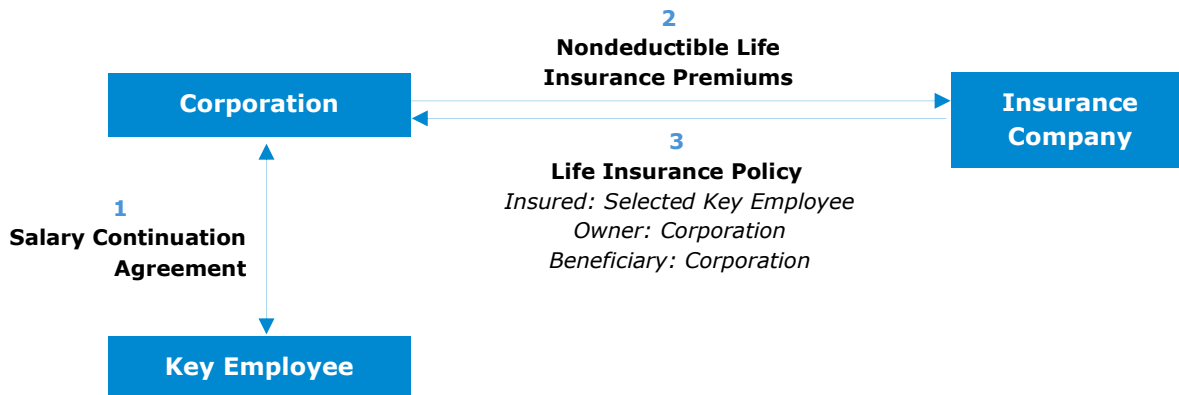 2
Nondeductible Life
Insurance Premiums
Corporation
Insurance
Company
3
Life Insurance Policy
Insured: Selected Key Employee
Owner: Corporation
Beneficiary: Corporation
1
Salary Continuation
Agreement
Key Employee